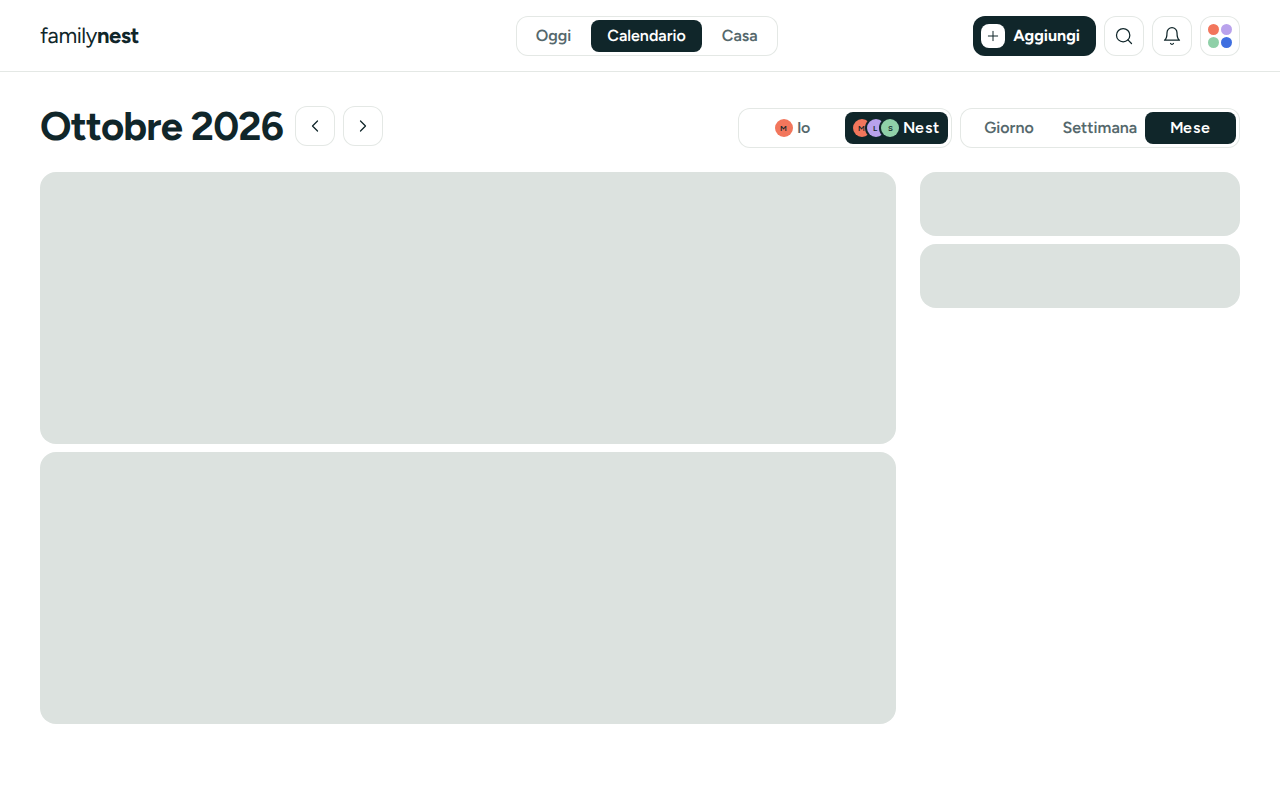 familynest
Oggi
Calendario
Casa
Aggiungi
Ottobre 2026
M Io
M L S Nest
Giorno
Settimana
Mese